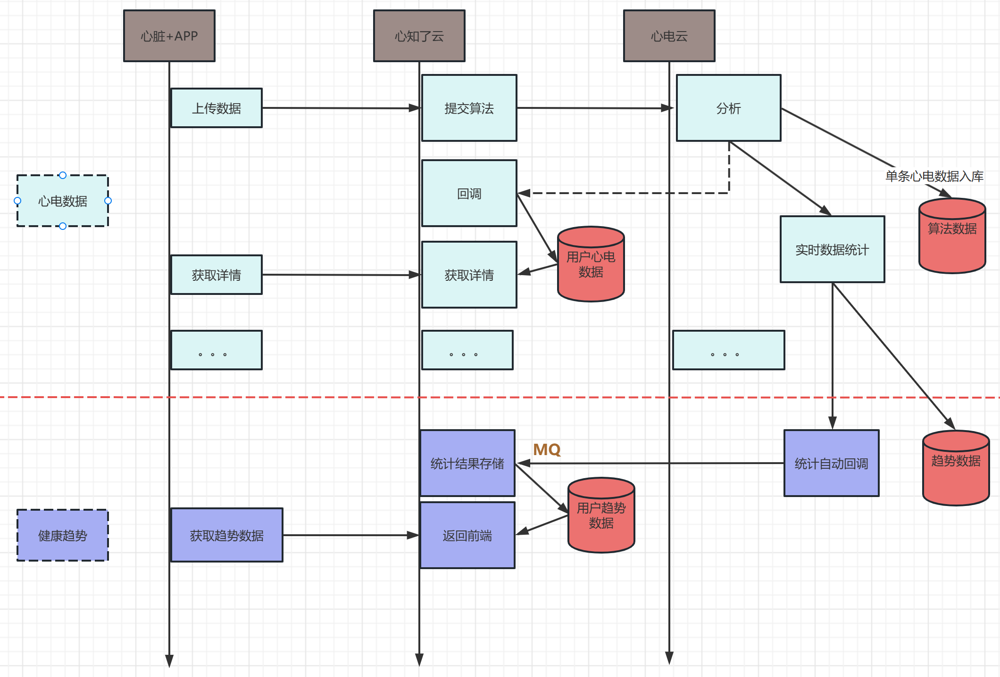 心脏+APP
心知了云
心电云
上传数据
提交算法
分析
单条心电数据入库
回调
心电数据
算法数据
实时数据统计
用户心电
数据
获取详情
获取详情
。。。
。。。
。。。
MQ
统计结果存储
统计自动回调
趋势数据
用户趋势
数据
健康趋势
获取趋势数据
返回前端